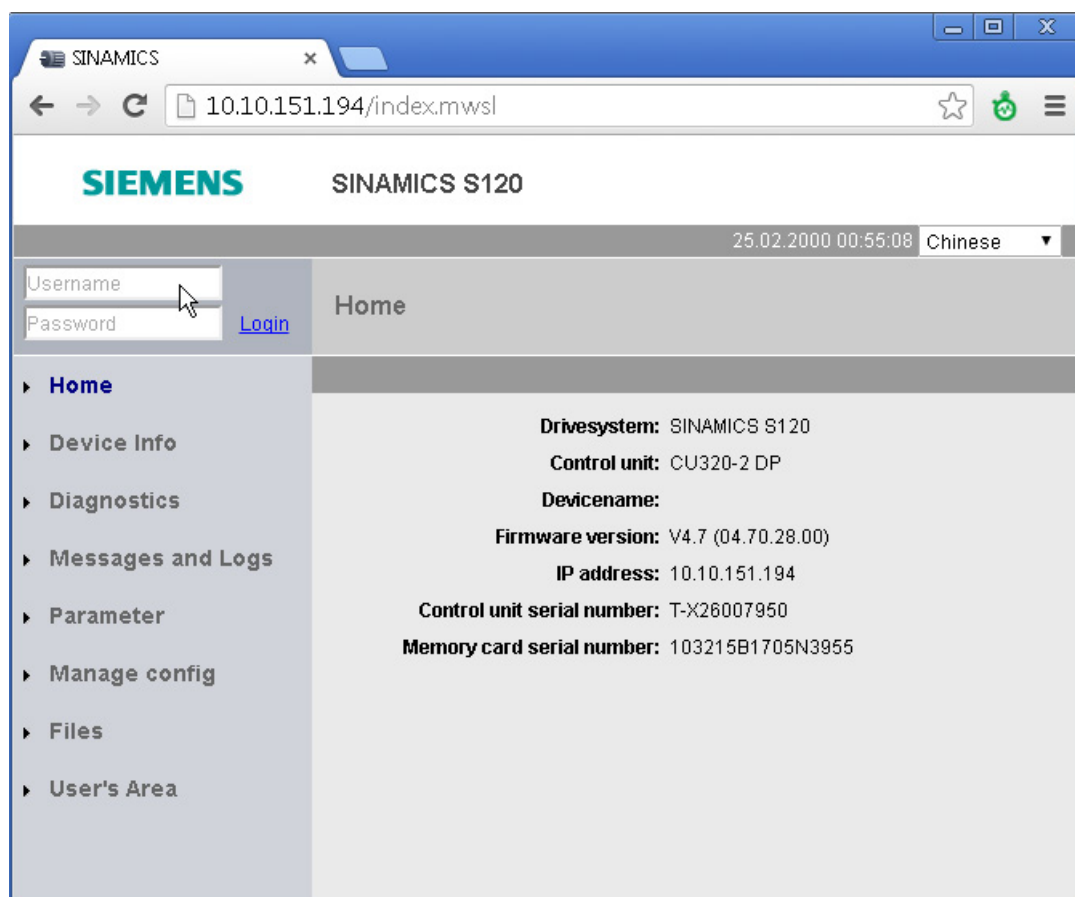 SINAMICS
10.10.151.194/index.mwsl
SIEMENS
SINAMICS S120
25.02.2000 00:55:08 Chinese
Username
Password
Login
Home
Home
Device Info
Diagnostics
Messages and Logs
Parameter
Manage config
Files
User's Area
Drivesystem: SINAMICS S120
Control unit: CU320-2 DP
Devicename:
Firmware version: V4.7 (04.70.28.00)
IP address: 10.10.151.194
Control unit serial number: T-X26007950
Memory card serial number: 103215B1705N3955